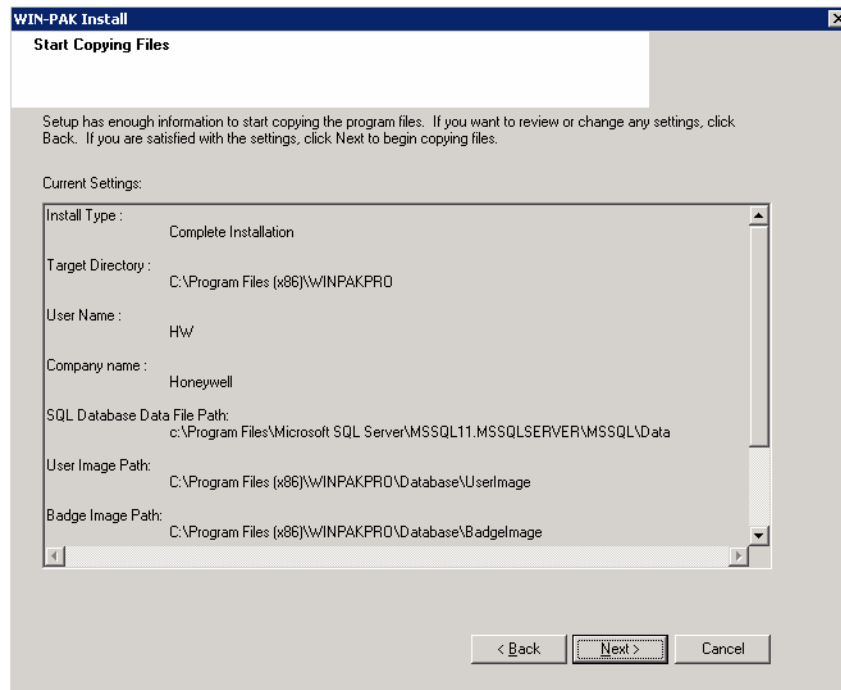 WIN-PAK Install
Start Copying Files
Setup has enough information to start copying the program files. If you want to review or change any settings, click
Back. If you are satisfied with the settings, click Next to begin copying files.
Current Settings:
Install Type :
Complete Installation
Target Directory :
C:\Program Files (x86)\WINPAKPRO
User Name :
HW
Company name :
Honeywell
SQL Database Data File Path:
c:\Program Files\Microsoft SQL Server\MSSQL11.MSSQLSERVER\MSSQL\Data
User Image Path:
C:\Program Files (x86)\WINPAKPRO\Database\UserImage
Badge Image Path:
C:\Program Files (x86)\WINPAKPRO\Database\BadgeImage
< Back
Next >
Cancel